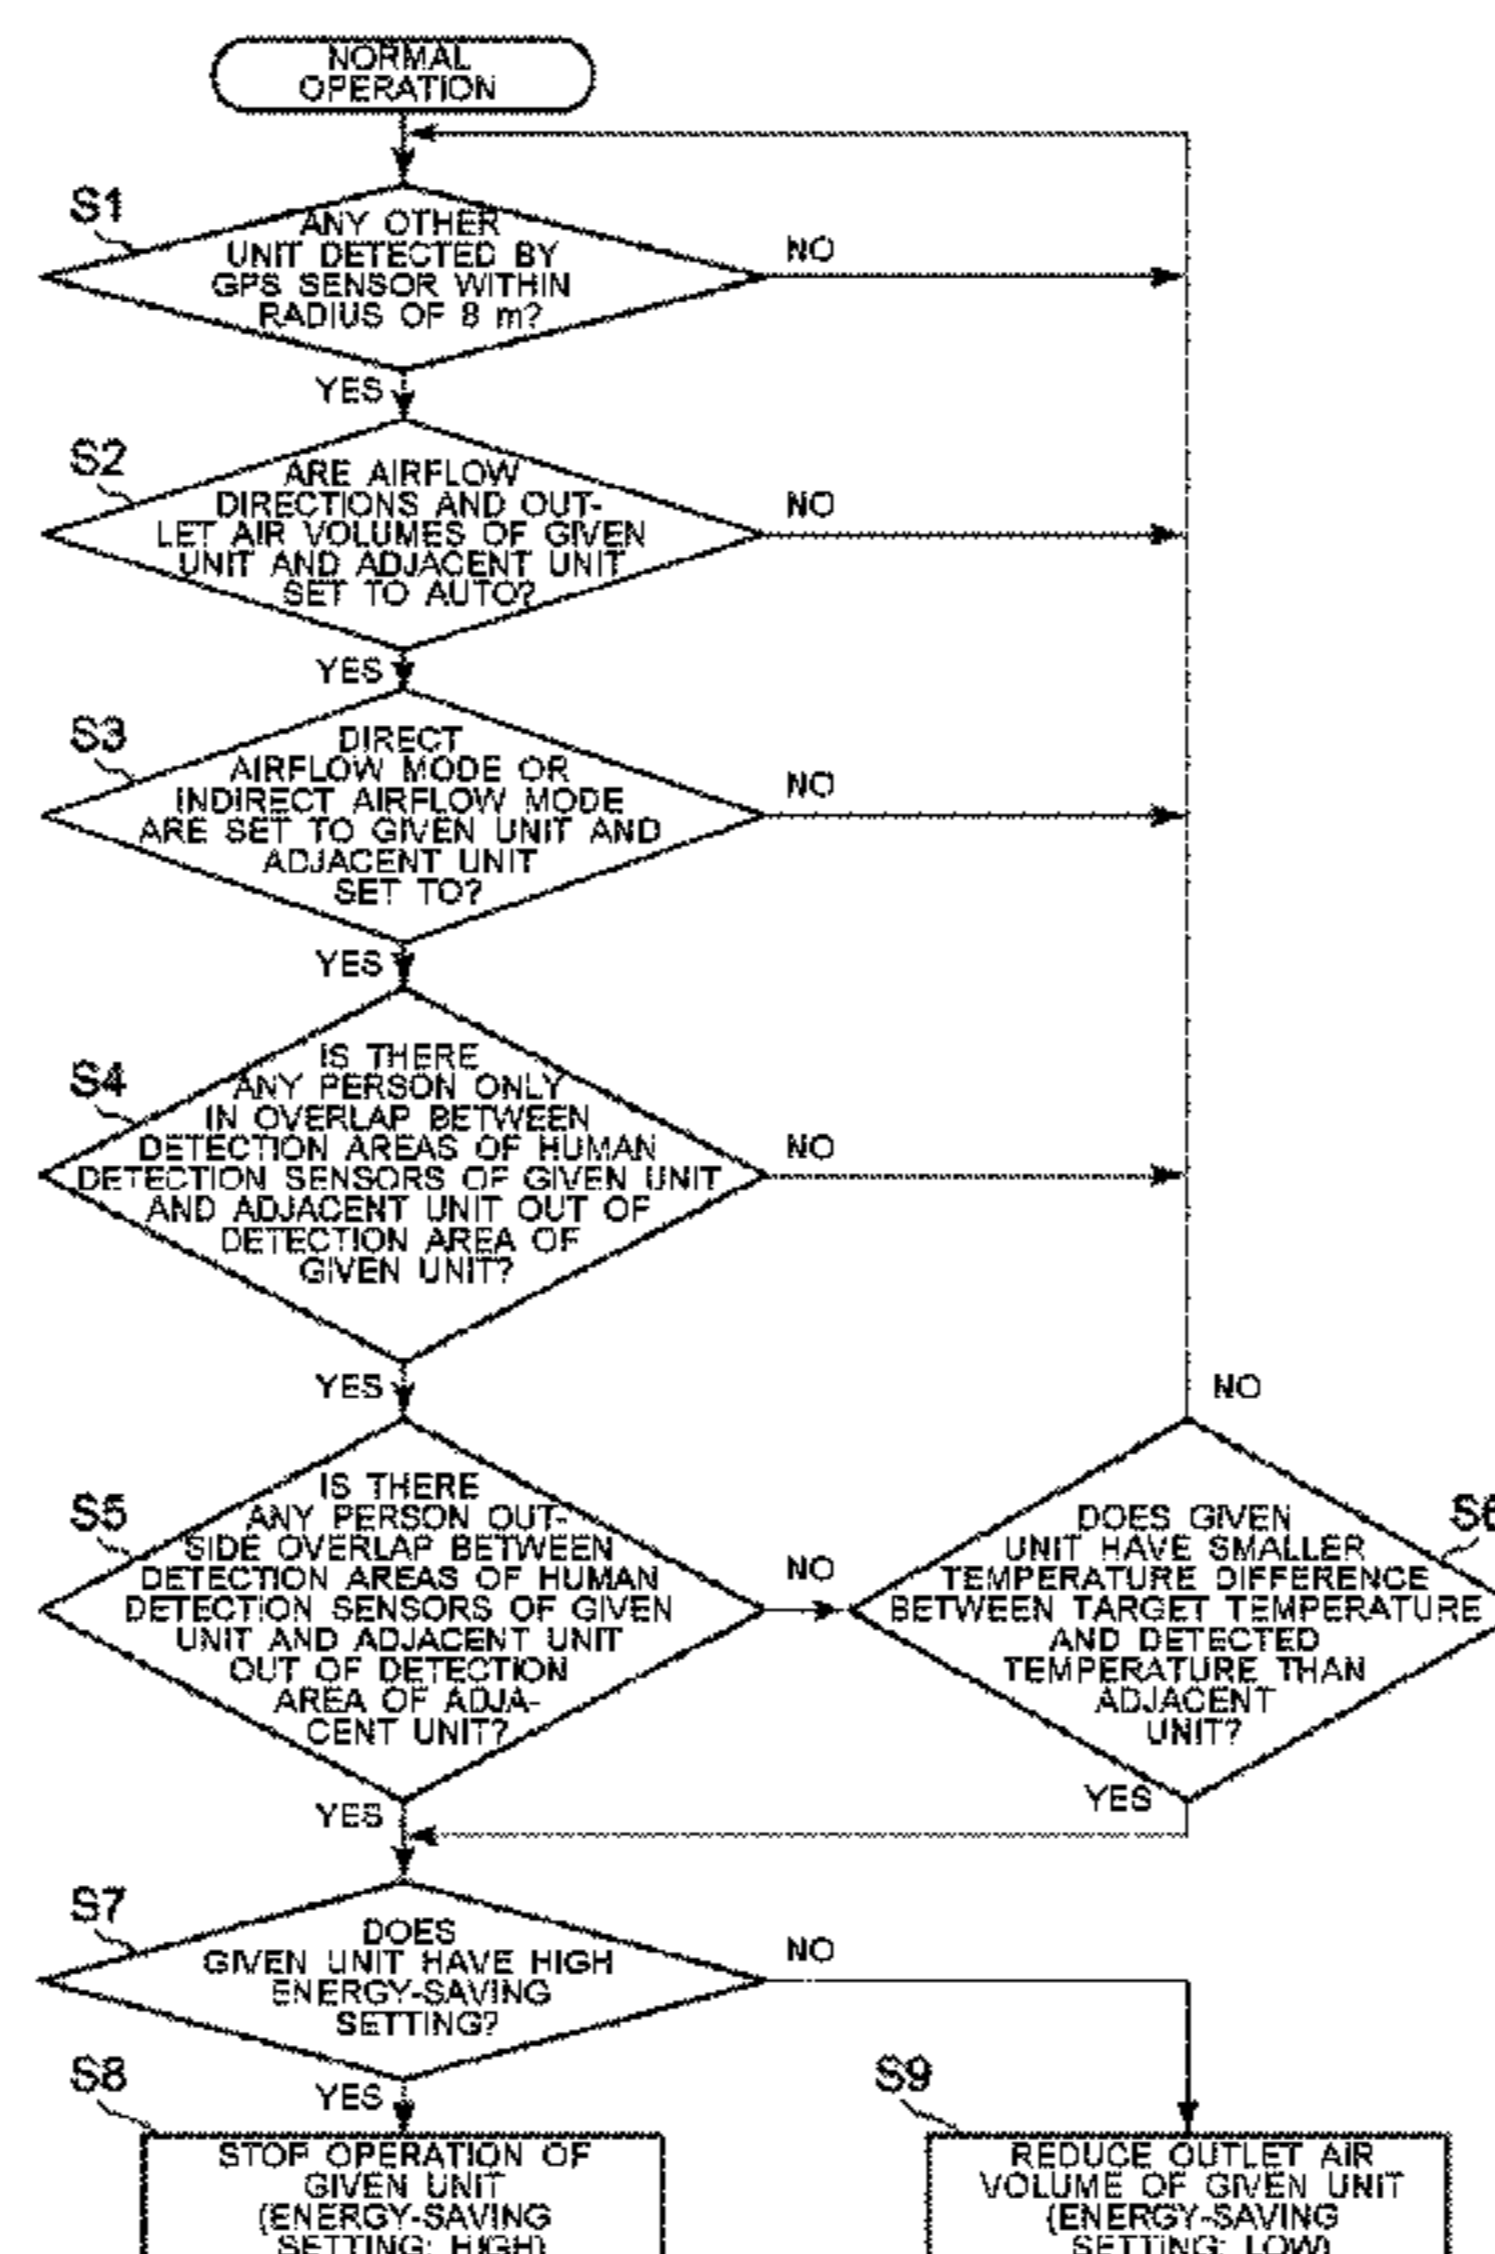 NORMAL
OPERATION
S1
ANY OTHER
UNIT DETECTED BY
GPS SENSOR WITHIN
RADIUS OF 8 m?
NO
YES
S2
ARE AIRFLOW
DIRECTIONS AND OUT-
LET AIR VOLUMES OF GIVEN
UNIT AND ADJACENT UNIT
SET TO AUTO?
NO
YES
S3
DIRECT
AIRFLOW MODE OR
INDIRECT AIRFLOW MODE
ARE SET TO GIVEN UNIT AND
ADJACENT UNIT
SET TO?
NO
YES
S4
IS THERE
ANY PERSON ONLY
IN OVERLAP BETWEEN
DETECTION AREAS OF HUMAN
DETECTION SENSORS OF GIVEN UNIT
AND ADJACENT UNIT OUT OF
DETECTION AREA OF
GIVEN UNIT?
NO
YES
S5
IS THERE
ANY PERSON OUT-
SIDE OVERLAP BETWEEN
DETECTION AREAS OF HUMAN
DETECTION SENSORS OF GIVEN
UNIT AND ADJACENT UNIT
OUT OF DETECTION
AREA OF ADJA-
CENT UNIT?
NO
YES
NO
S6
DOES GIVEN
UNIT HAVE SMALLER
TEMPERATURE DIFFERENCE
BETWEEN TARGET TEMPERATURE
AND DETECTED
TEMPERATURE THAN
ADJACENT
UNIT?
YES
S7
DOES
GIVEN UNIT HAVE HIGH
ENERGY-SAVING
SETTING?
NO
YES
S8
STOP OPERATION OF
GIVEN UNIT
(ENERGY-SAVING
SETTING: HIGH)
S9
REDUCE OUTLET AIR
VOLUME OF GIVEN UNIT
(ENERGY-SAVING
SETTING: LOW)